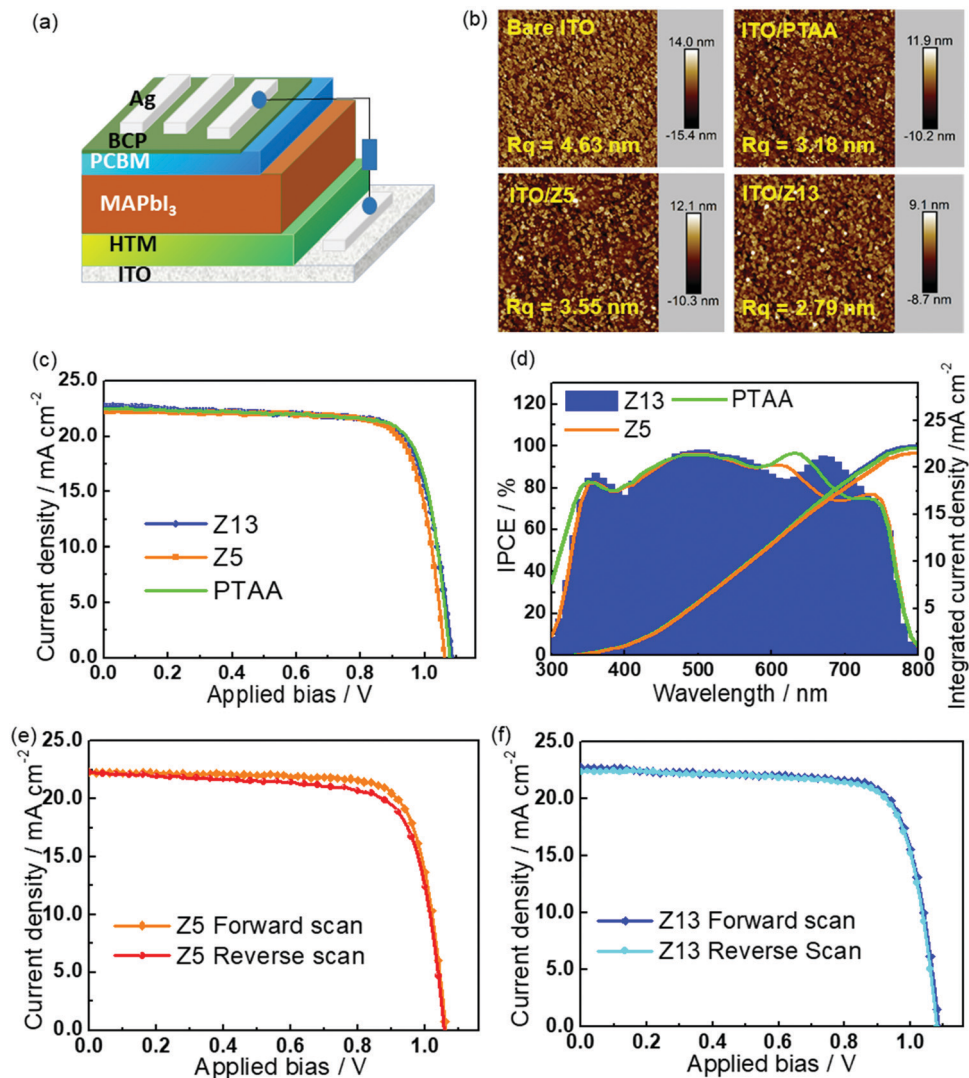 (a)
Ag
BCP
PCBM
MAPbI₃
HTM
ITO
(b)
Bare ITO
Rq = 4.63 nm
14.0 nm
-15.4 nm
ITO/PTAA
Rq = 3.18 nm
11.9 nm
-10.2 nm
ITO/Z5
Rq = 3.55 nm
12.1 nm
-10.3 nm
ITO/Z13
Rq = 2.79 nm
9.1 nm
-8.7 nm
(c)
Current density / mA cm⁻²
25.0
20.0
15.0
10.0
5.0
0.0
Z13
Z5
PTAA
0.0 0.2 0.4 0.6 0.8 1.0
Applied bias / V
(d)
IPCE / %
120
100
80
60
40
20
0
Z13
PTAA
Z5
25
20
15
10
5
0
Integrated current density /mA cm⁻²
300 400 500 600 700 800
Wavelength / nm
(e)
Current density / mA cm⁻²
25.0
20.0
15.0
10.0
5.0
0.0
Z5 Forward scan
Z5 Reverse scan
0.0 0.2 0.4 0.6 0.8 1.0
Applied bias / V
(f)
Current density / mA cm⁻²
25.0
20.0
15.0
10.0
5.0
0.0
Z13 Forward scan
Z13 Reverse Scan
0.0 0.2 0.4 0.6 0.8 1.0
Applied bias / V